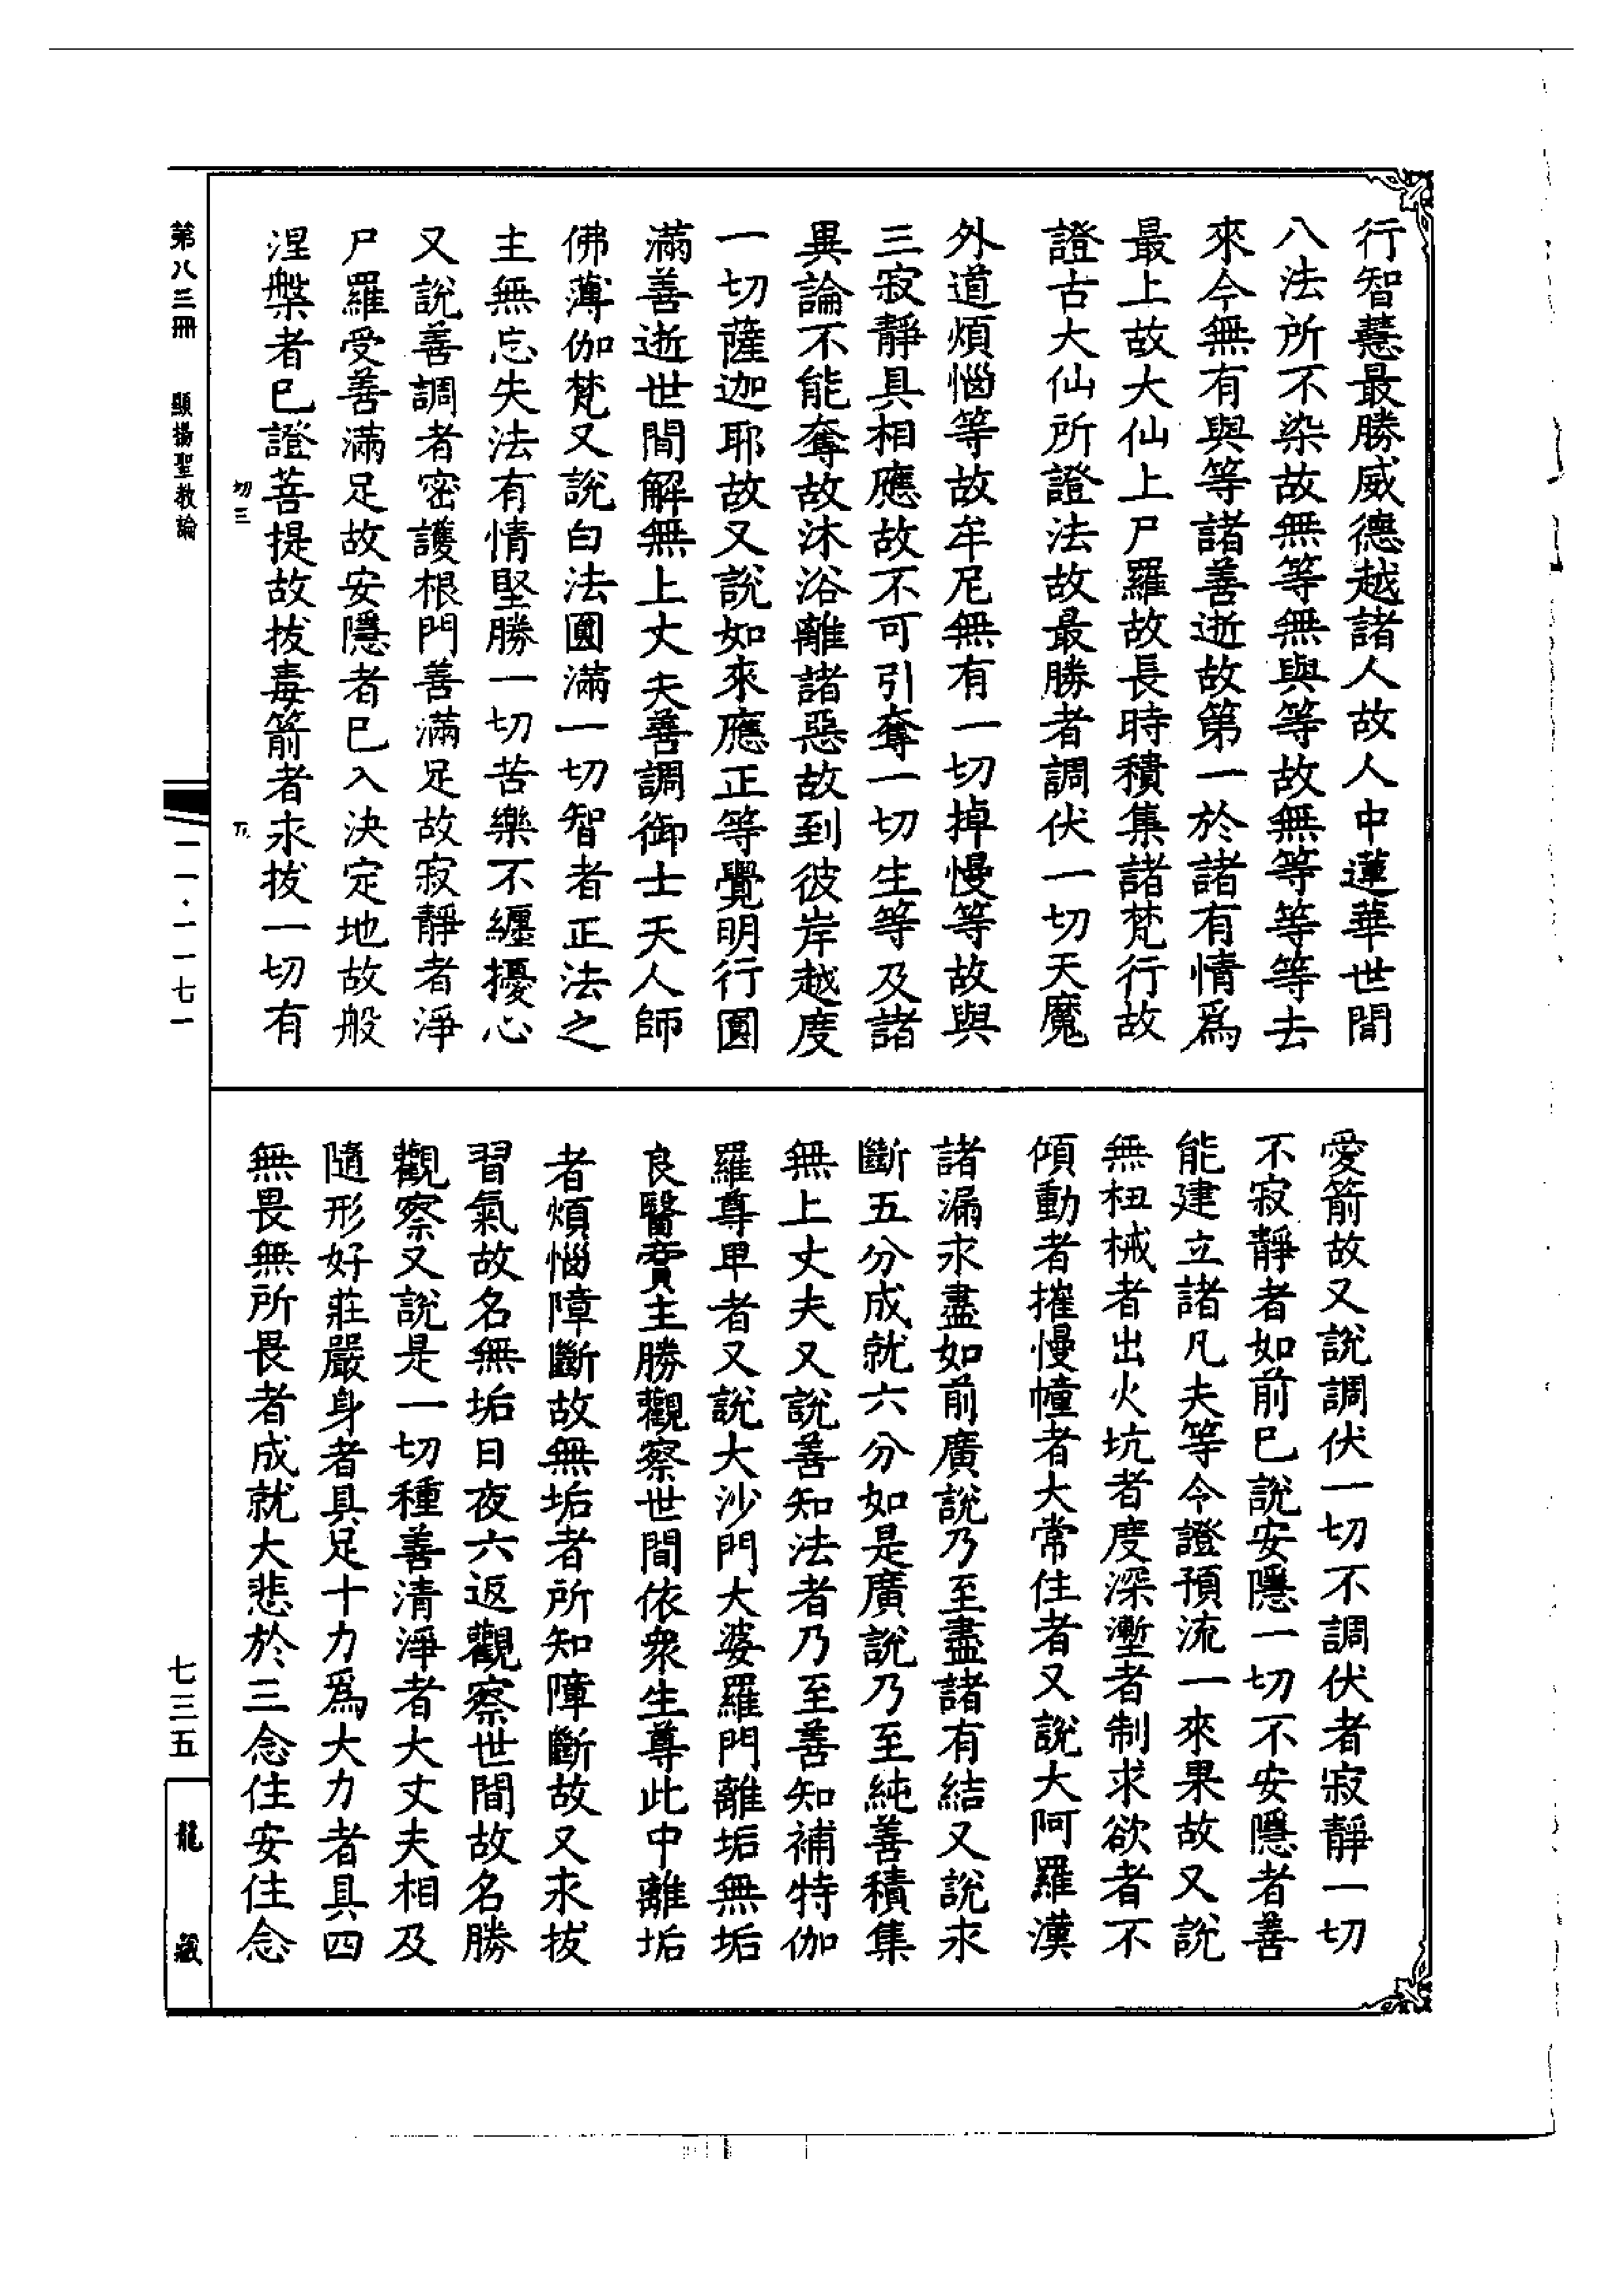 行智慧最勝威德越諸人故人中蓮華世間
八法所不染故無等無與等故無等等等去
來今無有與等諸善逝故第一於諸有情爲
最上故大仙上尸羅故長時積集諸梵行故
證古大仙所證法故最勝者調伏一切天魔
外道煩惱等故牟尼無有一切掉慢等故與
三寂靜具相應故不可引奪一切生等及諸
異論不能奪故沐浴離諸惡故到彼岸越度
一切薩迦耶故又說如來應正等覺明行圓
滿善逝世間解無上丈夫善調御士天人師
佛薄伽梵又說白法圓滿一切智者正法之
主無忘失法有情堅勝一切苦樂不纏擾心
又說善調者密護根門善滿足故寂靜者淨
尸羅受善滿足故安隱者已入決定地故般
涅槃者已證菩提故拔毒箭者永拔一切有
愛箭故又說調伏一切不調伏者寂靜一切
不寂靜者如前已說安隱一切不安隱者善
能建立諸凡夫等令證預流一來果故又說
無杻械者出火坑者度深塹者制求欲者不
傾動者摧慢幢者大常住者又說大阿羅漢
諸漏永盡如前廣說乃至盡諸有結又說永
斷五分成就六分如是廣說乃至純善積集
無上丈夫又說善知法者乃至善知補特伽
羅尊卑者又說大沙門大婆羅門離垢無垢
良醫啇主勝觀察世間依衆生尊此中離垢
者煩惱障斷故無垢者所知障斷故又永拔
習氣故名無垢日夜六返觀察世間故名勝
觀察又說是一切種善清淨者大丈夫相及
隨形好莊嚴身者具足十力爲大力者具四
無畏無所畏者成就大悲於三念住安住念
第八三冊 顯揚聖教論
切三
一一·一一七一
七三五
龍藏